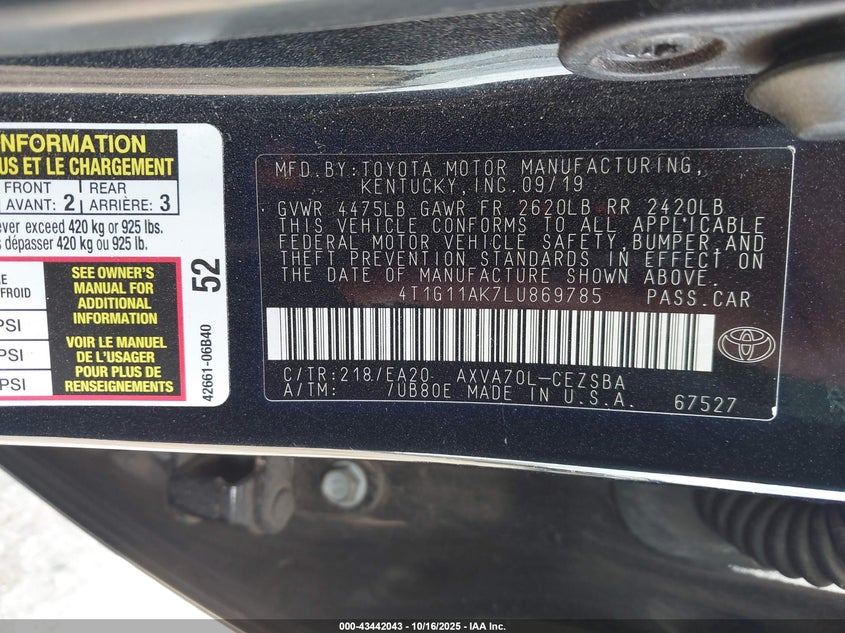 INFORMATION
US ET LE CHARGEMENT
FRONT
AVANT: 2
REAR
ARRIÈRE: 3
ver exceed 420 kg or 925 lbs.
s dépasser 420 kg ou 925 lb.
FROID
SEE OWNER'S
MANUAL FOR
ADDITIONAL
INFORMATION
PSI
PSI
PSI
VOIR LE MANUEL
DE L'USAGER
POUR PLUS DE
RENSEIGNEMENTS
52
42661-06B40
MFD.BY:TOYOTA MOTOR MANUFACTURING,
KENTUCKY,INC.09/19
GVWR 4475LB GAWR FR 2620LB RR 2420LB
THIS VEHICLE CONFORMS TO ALL APPLICABLE
FEDERAL MOTOR VEHICLE SAFETY,BUMPER,AND
THEFT PREVENTION STANDARDS IN EFFECT ON
THE DATE OF MANUFACTURE SHOWN ABOVE.
4T1G11AK7LU869785 PASS.CAR
C/TR:218/EA20 AXVA70L-CEZSBA
A/TM: /UB80E MADE IN U.S.A. 67527
000-43442043 - 10/16/2025 - IAA Inc.